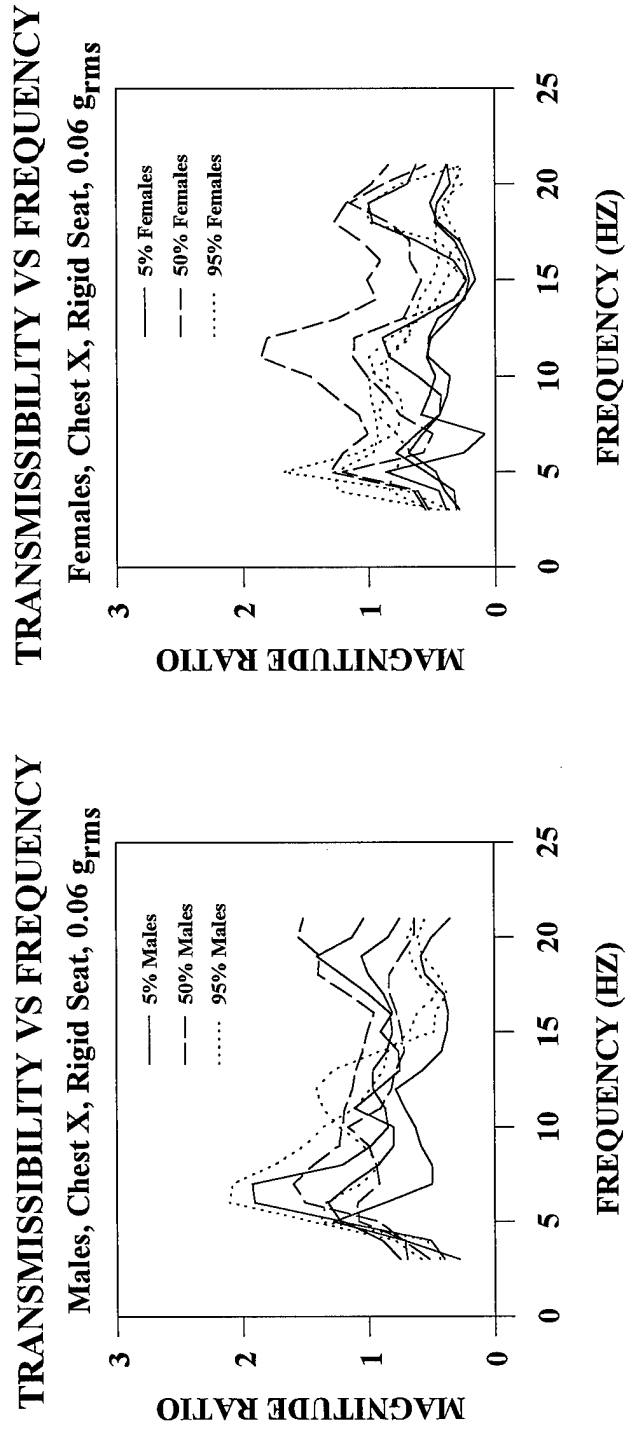 TRANSMISSIBILITY VS FREQUENCY
Males, Chest X, Rigid Seat, 0.06 grms
5% Males
50% Males
95% Males
3
2
1
0
MAGNITUDE RATIO
0 5 10 15 20 25
FREQUENCY (HZ)
TRANSMISSIBILITY VS FREQUENCY
Females, Chest X, Rigid Seat, 0.06 grms
5% Females
50% Females
95% Females
3
2
1
0
MAGNITUDE RATIO
0 5 10 15 20 25
FREQUENCY (HZ)